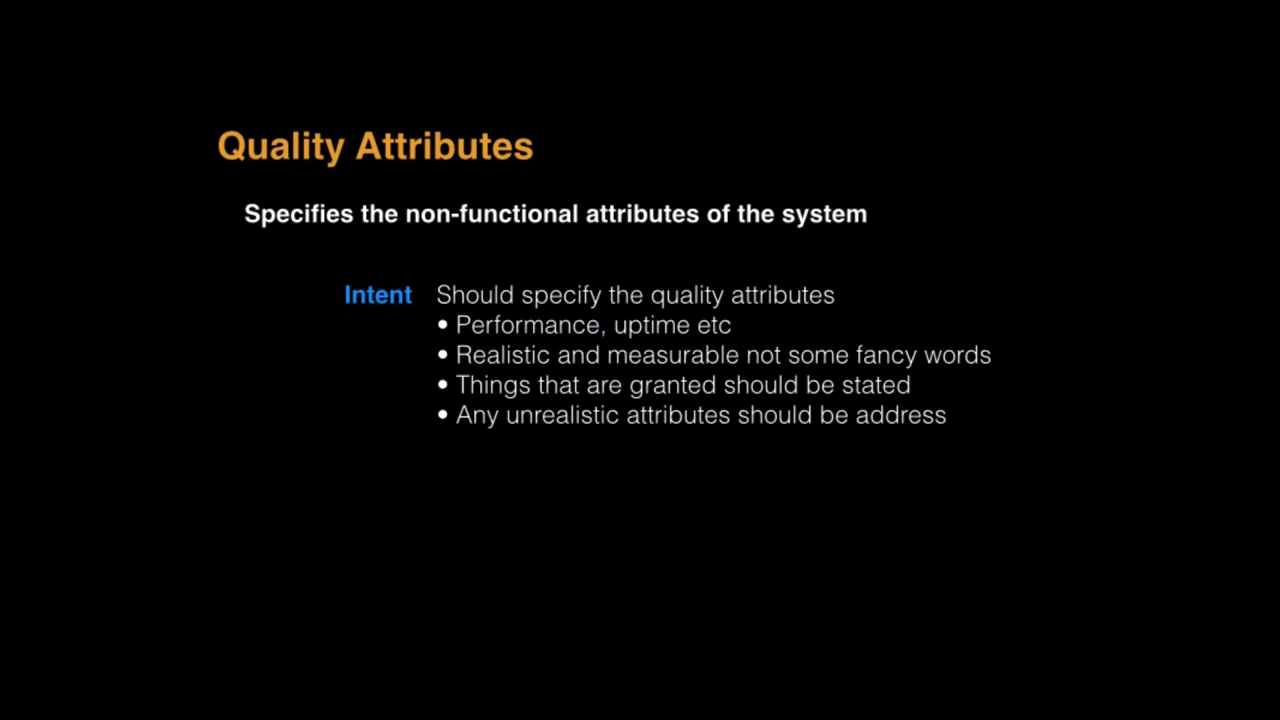 Quality Attributes
Specifies the non-functional attributes of the system
Intent Should specify the quality attributes
• Performance, uptime etc
• Realistic and measurable not some fancy words
• Things that are granted should be stated
• Any unrealistic attributes should be address